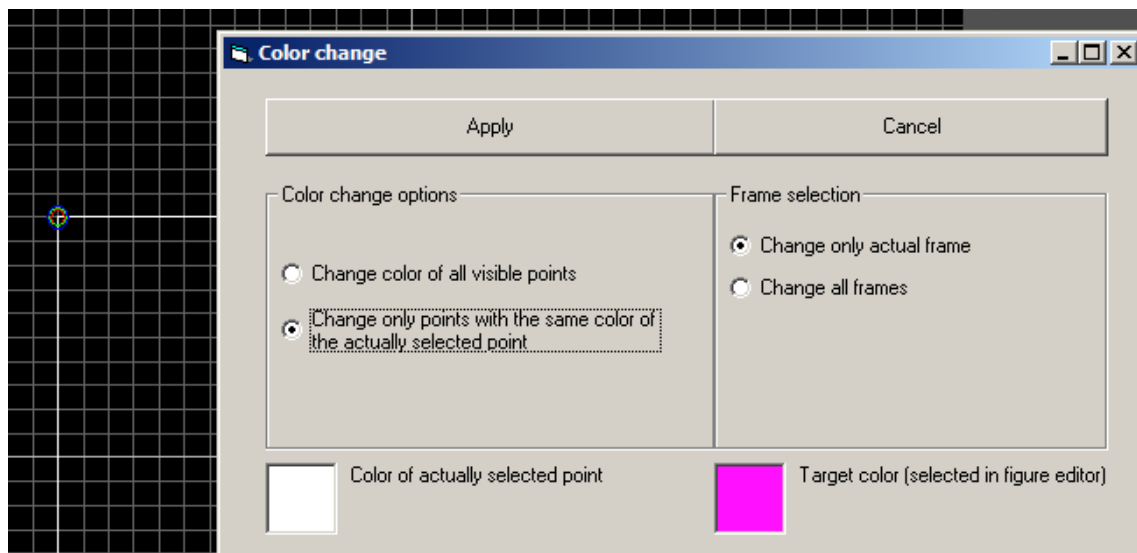 Color change
Apply
Cancel
Color change options
Frame selection
Change color of all visible points
Change only points with the same color of
the actually selected point
Change only actual frame
Change all frames
Color of actually selected point
Target color (selected in figure editor)